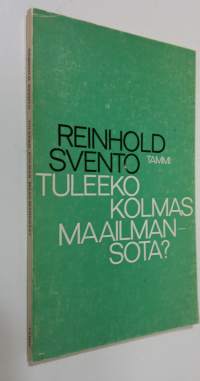 REINHOLD
SVENTO
TAMMI
TULEEKO
KOLMAS
MAAILMAN-
SOTA?